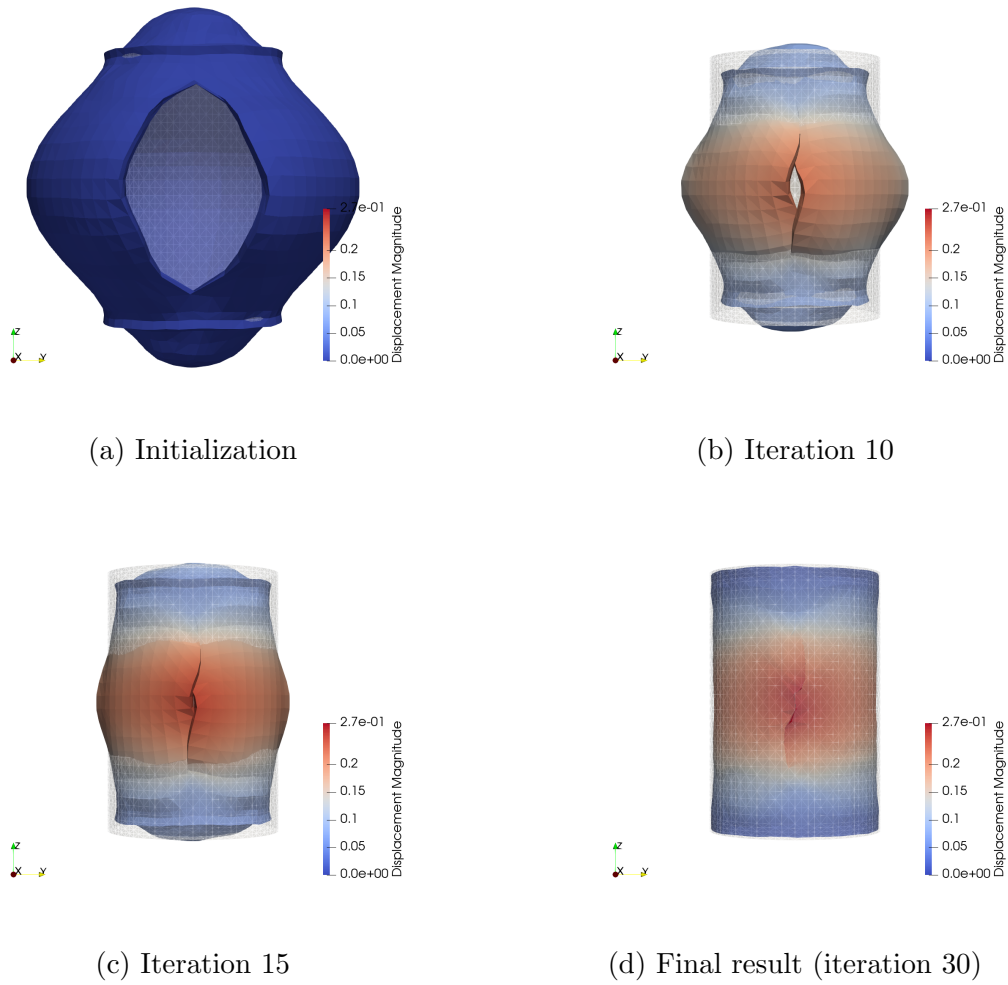 2.7e-01
0.2
0.15
0.1
0.05
0.0e+00
Displacement Magnitude
Z
X
Y
(a) Initialization
2.7e-01
0.2
0.15
0.1
0.05
0.0e+00
Displacement Magnitude
Z
X
Y
(b) Iteration 10
2.7e-01
0.2
0.15
0.1
0.05
0.0e+00
Displacement Magnitude
Z
X
Y
(c) Iteration 15
2.7e-01
0.2
0.15
0.1
0.05
0.0e+00
Displacement Magnitude
Z
X
Y
(d) Final result (iteration 30)